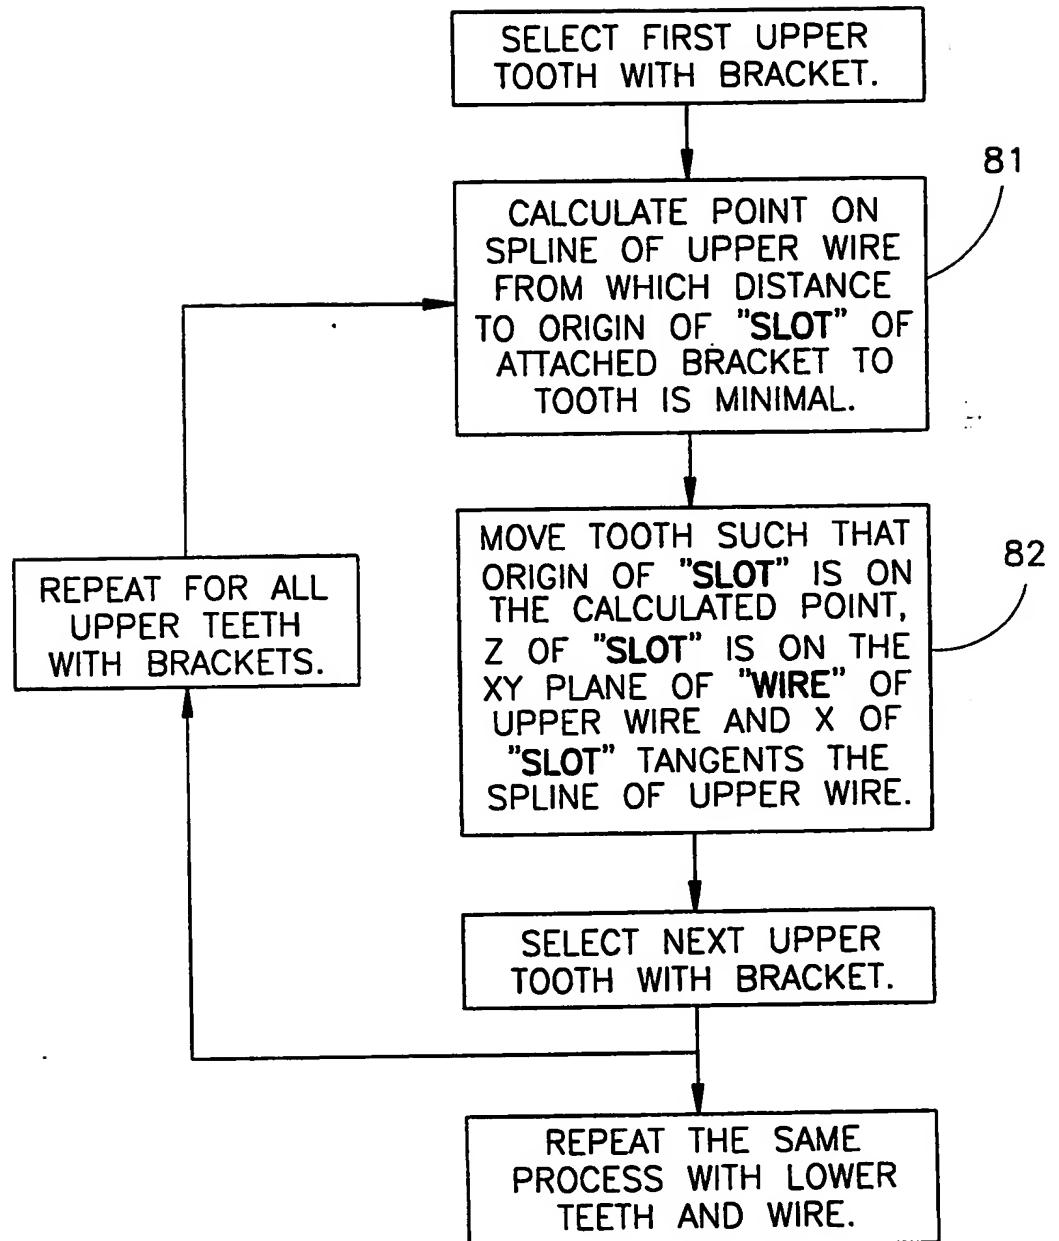 SELECT FIRST UPPER
TOOTH WITH BRACKET.
81
CALCULATE POINT ON
SPLINE OF UPPER WIRE
FROM WHICH DISTANCE
TO ORIGIN OF "SLOT" OF
ATTACHED BRACKET TO
TOOTH IS MINIMAL.
82
MOVE TOOTH SUCH THAT
ORIGIN OF "SLOT" IS ON
THE CALCULATED POINT,
Z OF "SLOT" IS ON THE
XY PLANE OF "WIRE" OF
UPPER WIRE AND X OF
"SLOT" TANGENTS THE
SPLINE OF UPPER WIRE.
REPEAT FOR ALL
UPPER TEETH
WITH BRACKETS.
SELECT NEXT UPPER
TOOTH WITH BRACKET.
REPEAT THE SAME
PROCESS WITH LOWER
TEETH AND WIRE.